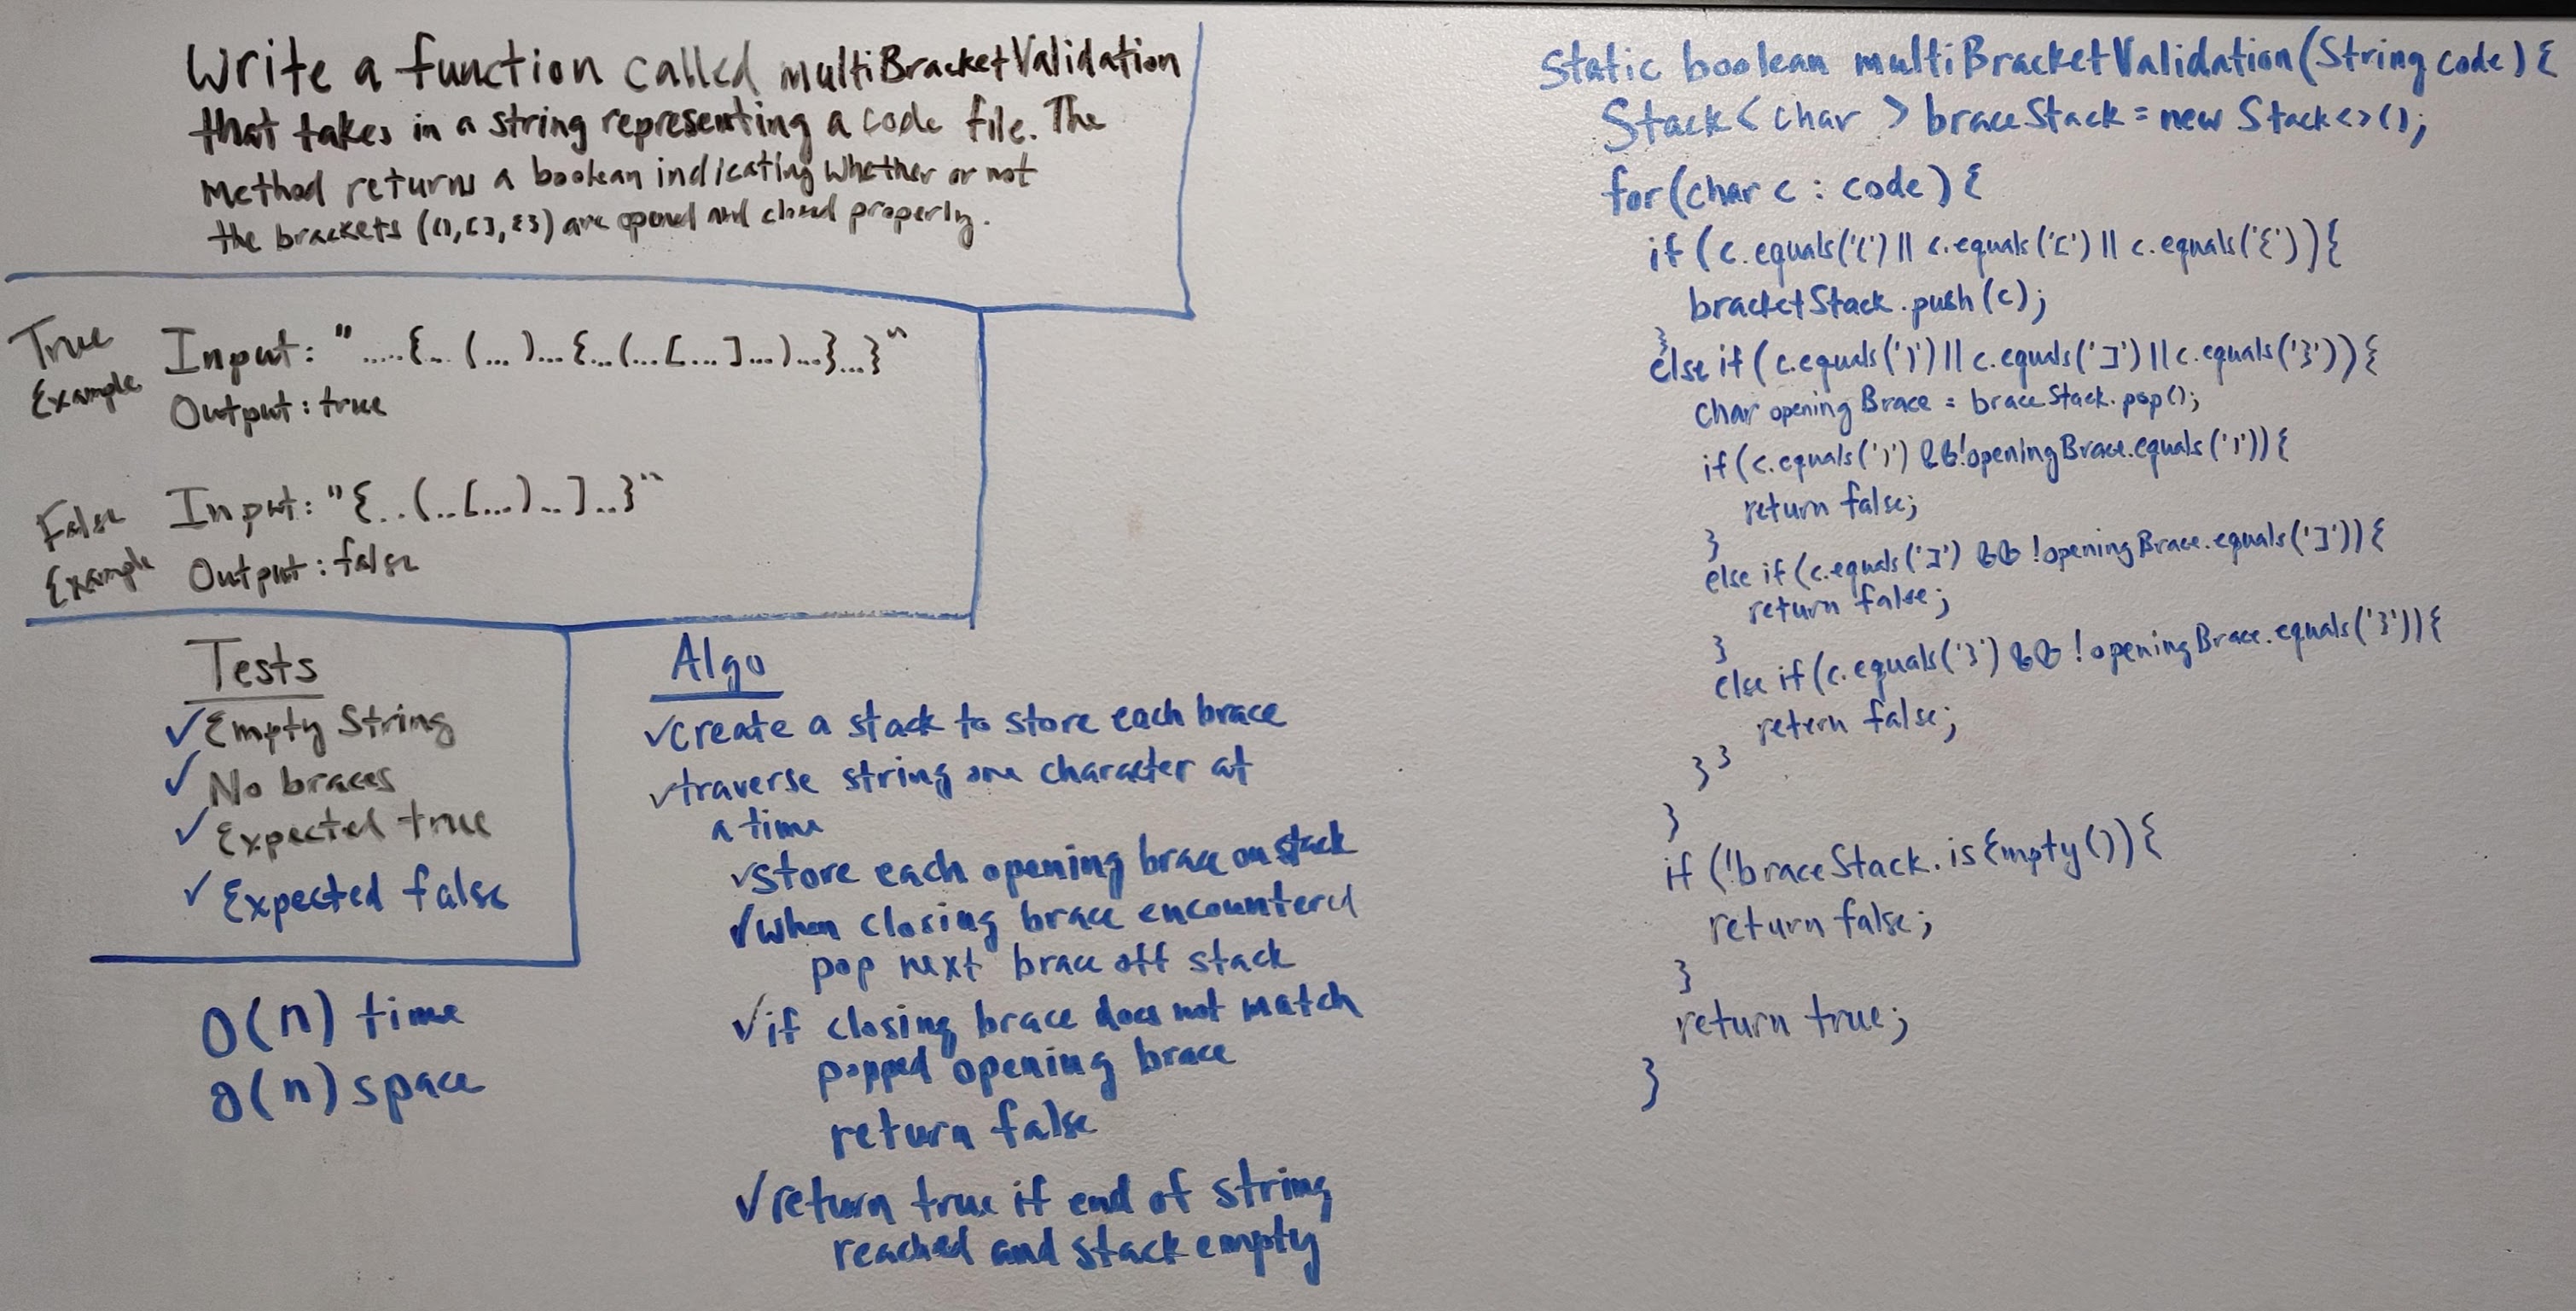 Write a function called multiBracketValidation
that takes in a string representing a code file. The
method returns a boolean indicating whether or not
the brackets ((), [], {}) are opened and closed properly.
True
Example
Input: ".....{...(...)...{...(...[...]...)...}...}"
Output: true
False
Example
Input: "{..(..[...)..]..}"
Output: false
Tests
✓ Empty String
✓ No braces
✓ Expected true
✓ Expected false
O(n) time
O(n) space
Algo
✓create a stack to store each brace
✓traverse string one character at
a time
✓store each opening brace on stack
✓when closing brace encountered
pop next brace off stack
✓if closing brace does not match
popped opening brace
return false
✓return true if end of string
reached and stack empty
static boolean multiBracketValidation(String code){
Stack<char> braceStack = new Stack<>();
for(char c : code){
if (c.equals('(') || c.equals('[') || c.equals('{')){
bracketStack.push(c);
}
else if (c.equals(')') || c.equals(']') || c.equals('}')){
char openingBrace = braceStack.pop();
if (c.equals(')') && !openingBrace.equals(')')){
return false;
}
else if (c.equals(']') && !openingBrace.equals(']')){
return false;
}
else if (c.equals('}') && !openingBrace.equals('}')){
return false;
} }
}
if (!braceStack.isEmpty()){
return false;
}
return true;
}